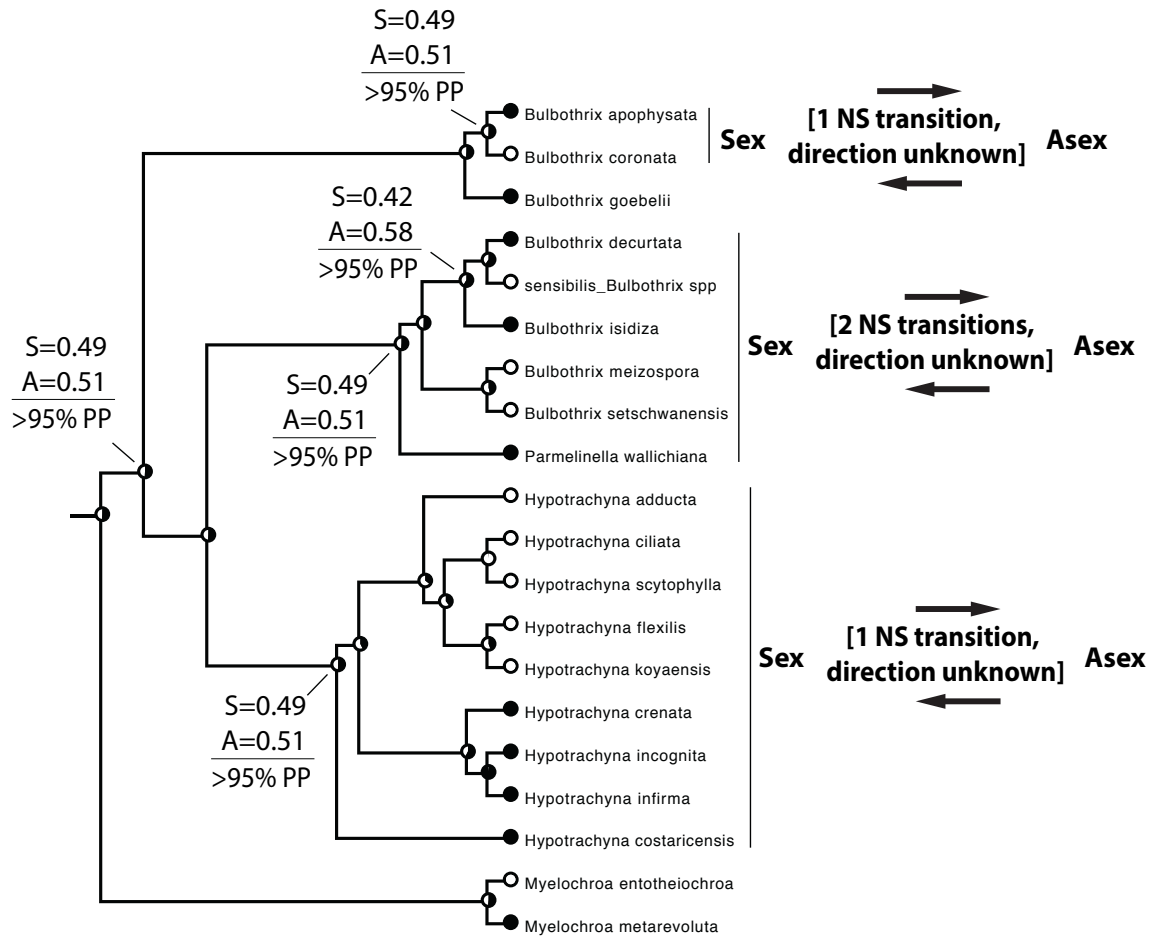 S=0.49
A=0.51
>95% PP
Bulbothrix apophysata
Bulbothrix coronata
Bulbothrix goebelii
Sex
[1 NS transition,
direction unknown]
Asex
S=0.42
A=0.58
>95% PP
Bulbothrix decurtata
sensibilis_Bulbothrix spp
Bulbothrix isidiza
Bulbothrix meizospora
Bulbothrix setschwanensis
Parmelinella wallichiana
Sex
[2 NS transitions,
direction unknown]
Asex
S=0.49
A=0.51
>95% PP
S=0.49
A=0.51
>95% PP
Hypotrachyna adducta
Hypotrachyna ciliata
Hypotrachyna scytophylla
Hypotrachyna flexilis
Hypotrachyna koyaensis
Hypotrachyna crenata
Hypotrachyna incognita
Hypotrachyna infirma
Hypotrachyna costaricensis
Sex
[1 NS transition,
direction unknown]
Asex
S=0.49
A=0.51
>95% PP
Myelochroa entotheiochroa
Myelochroa metarevoluta